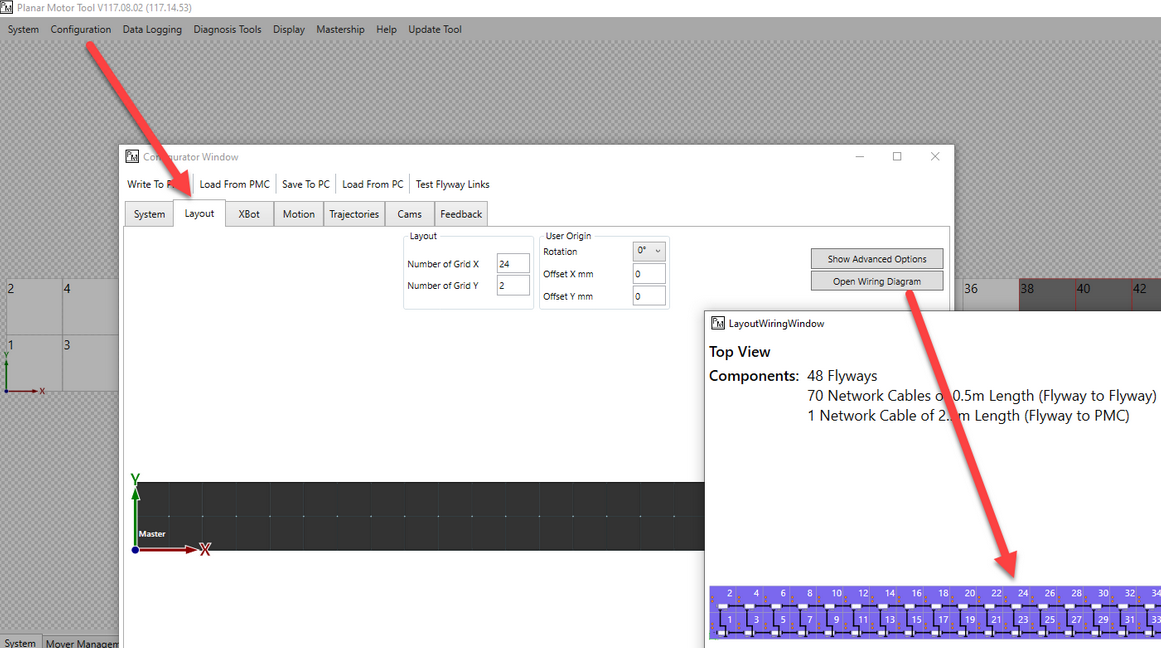 Planar Motor Tool V117.08.02 (117.14.53)
System Configuration Data Logging Diagnosis Tools Display Mastership Help Update Tool
Configurator Window
Write To Load From PMC Save To PC Load From PC Test Flyway Links
System Layout XBot Motion Trajectories Cams Feedback
Layout
Number of Grid X 24
Number of Grid Y 2
User Origin
Rotation 0°
Offset X mm 0
Offset Y mm 0
Show Advanced Options
Open Wiring Diagram
2 4 36 38 40 42
1 3
Y
X
LayoutWiringWindow
Top View
Components: 48 Flyways
70 Network Cables of 0.5m Length (Flyway to Flyway)
1 Network Cable of 2. m Length (Flyway to PMC)
Y
Master
X
2 4 6 8 10 12 14 16 18 20 22 24 26 28 30 32 34
1 3 5 7 9 11 13 15 17 19 21 23 25 27 29 31 33
System Mover Managem